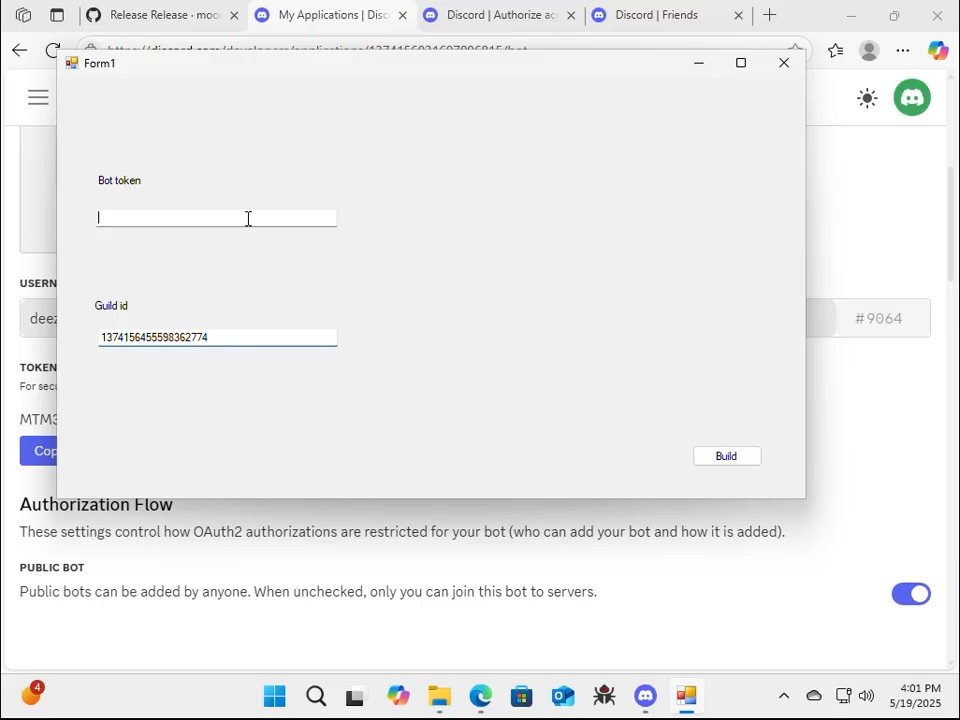 Release Release • moo
My Applications | Disc
Discord | Authorize ac
Discord | Friends
Form1
Bot token
Guild id
1374156455598362774
Build
USERN
deez
#9064
TOKEN
For secu
MTM3
Cop
Authorization Flow
These settings control how OAuth2 authorizations are restricted for your bot (who can add your bot and how it is added).
PUBLIC BOT
Public bots can be added by anyone. When unchecked, only you can join this bot to servers.
4
4:01 PM
5/19/2025